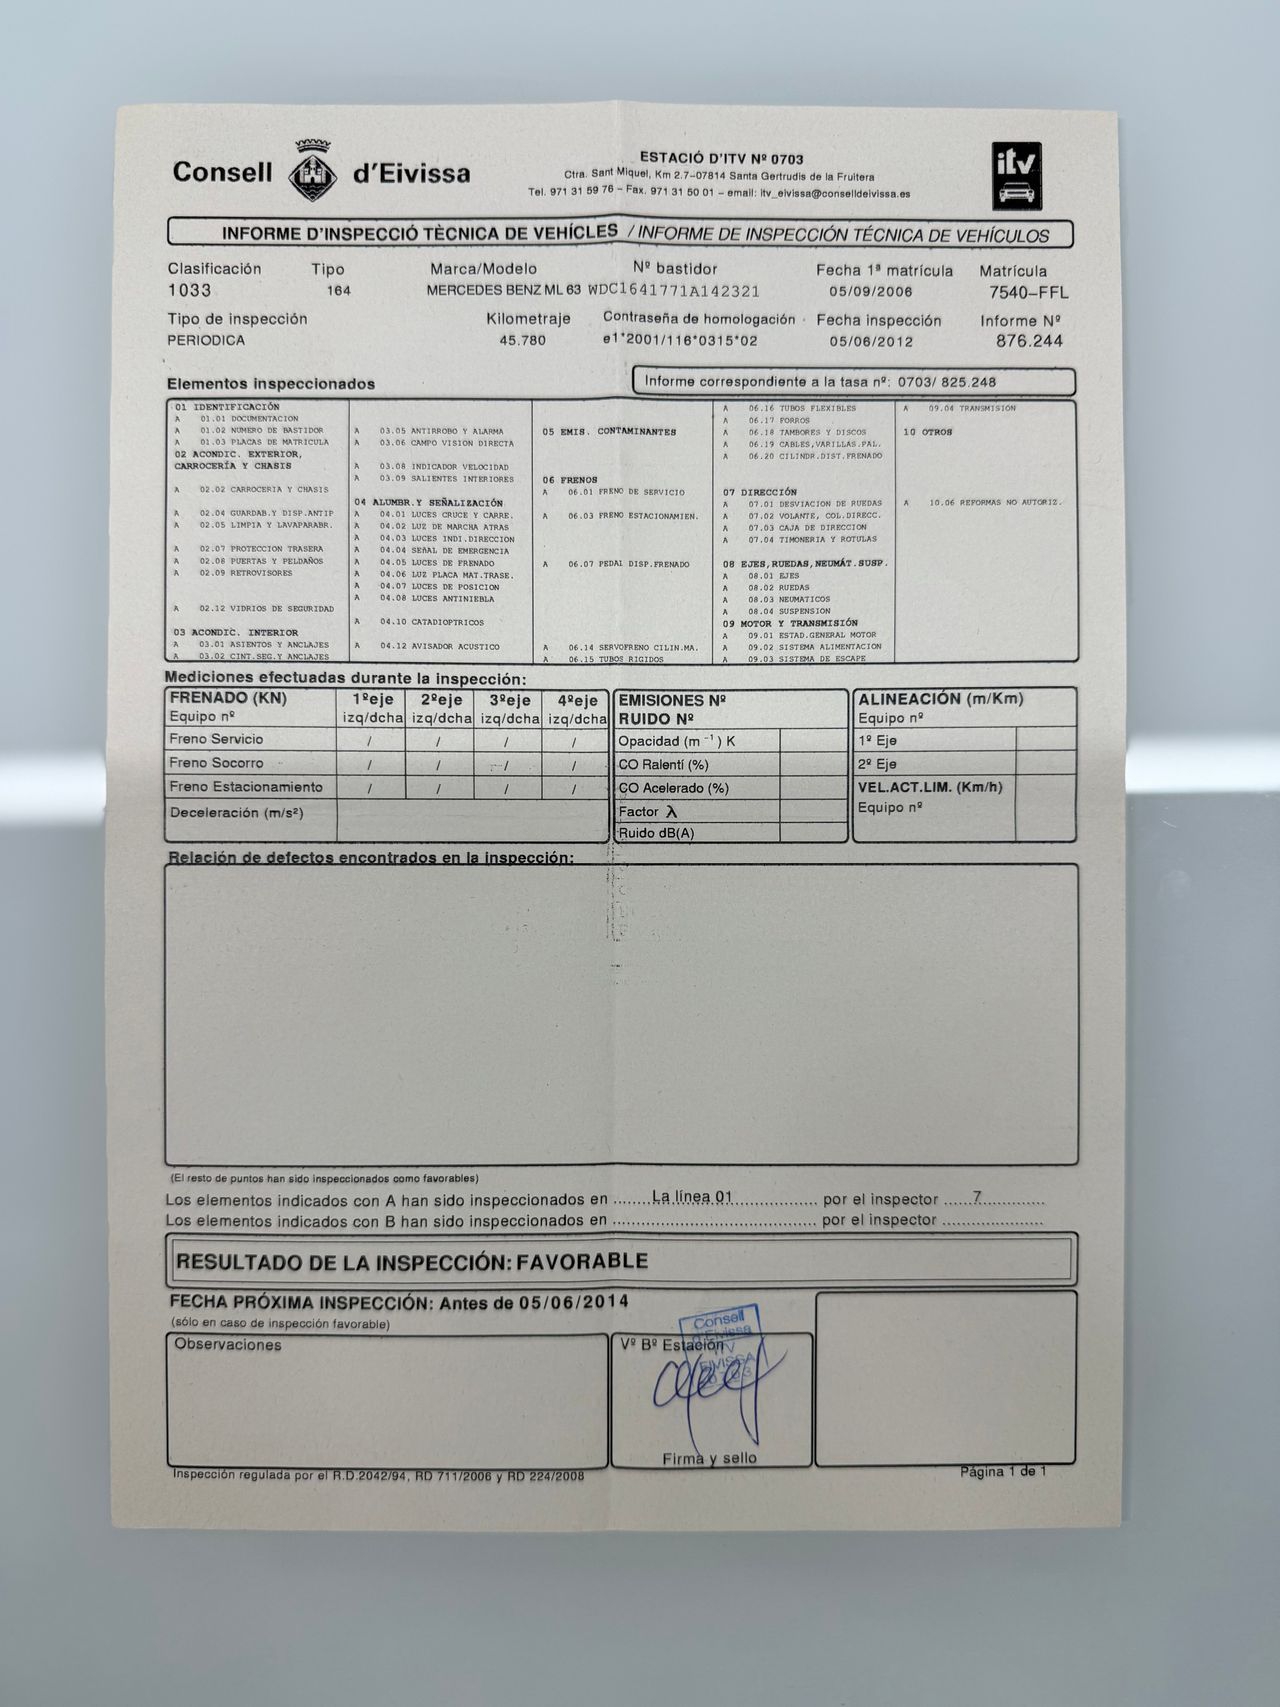 Consell d'Eivissa
ESTACIÓ D'ITV Nº 0703
Ctra. Sant Miquel, Km 2.7-07814 Santa Gertrudis de la Fruitera
Tel. 971 31 59 76 - Fax. 971 31 50 01 - email: itv_eivissa@conselldeivissa.es
itv
INFORME D'INSPECCIÓ TÈCNICA DE VEHÍCLES / INFORME DE INSPECCIÓN TÉCNICA DE VEHÍCULOS
Clasificación Tipo Marca/Modelo Nº bastidor Fecha 1ª matrícula Matrícula
1033 164 MERCEDES BENZ ML 63 WDC1641771A142321 05/09/2006 7540-FFL
Tipo de inspección Kilometraje Contraseña de homologación Fecha inspección Informe Nº
PERIODICA 45.780 e1*2001/116*0315*02 05/06/2012 876.244
Elementos inspeccionados
Informe correspondiente a la tasa nº: 0703/ 825.248
01 IDENTIFICACIÓN
A 01.01 DOCUMENTACION
A 01.02 NUMERO DE BASTIDOR
A 01.03 PLACAS DE MATRICULA
02 ACONDIC. EXTERIOR,
CARROCERÍA Y CHASIS
A 02.02 CARROCERIA Y CHASIS
A 02.04 GUARDAB.Y DISP.ANTIP
A 02.05 LIMPIA Y LAVAPARABR.
A 02.07 PROTECCION TRASERA
A 02.08 PUERTAS Y PELDAÑOS
A 02.09 RETROVISORES
A 02.12 VIDRIOS DE SEGURIDAD
03 ACONDIC. INTERIOR
A 03.01 ASIENTOS Y ANCLAJES
A 03.02 CINT.SEG.Y ANCLAJES
A 03.05 ANTIRROBO Y ALARMA
A 03.06 CAMPO VISION DIRECTA
A 03.08 INDICADOR VELOCIDAD
A 03.09 SALIENTES INTERIORES
04 ALUMBR.Y SEÑALIZACIÓN
A 04.01 LUCES CRUCE Y CARRE.
A 04.02 LUZ DE MARCHA ATRAS
A 04.03 LUCES INDI.DIRECCION
A 04.04 SEÑAL DE EMERGENCIA
A 04.05 LUCES DE FRENADO
A 04.06 LUZ PLACA MAT.TRASE.
A 04.07 LUCES DE POSICION
A 04.08 LUCES ANTINIEBLA
A 04.10 CATADIOPTRICOS
A 04.12 AVISADOR ACUSTICO
05 EMIS. CONTAMINANTES
06 FRENOS
A 06.01 FRENO DE SERVICIO
A 06.03 FRENO ESTACIONAMIEN.
A 06.07 PEDAL DISP.FRENADO
A 06.14 SERVOFRENO CILIN.MA.
A 06.15 TUBOS RIGIDOS
A 06.16 TUBOS FLEXIBLES
A 06.17 FORROS
A 06.18 TAMBORES Y DISCOS
A 06.19 CABLES,VARILLAS.PAL.
A 06.20 CILINDR.DIST.FRENADO
07 DIRECCIÓN
A 07.01 DESVIACION DE RUEDAS
A 07.02 VOLANTE, COL.DIRECC.
A 07.03 CAJA DE DIRECCION
A 07.04 TIMONERIA Y ROTULAS
08 EJES,RUEDAS,NEUMÁT.SUSP.
A 08.01 EJES
A 08.02 RUEDAS
A 08.03 NEUMATICOS
A 08.04 SUSPENSION
09 MOTOR Y TRANSMISIÓN
A 09.01 ESTAD.GENERAL MOTOR
A 09.02 SISTEMA ALIMENTACION
A 09.03 SISTEMA DE ESCAPE
A 09.04 TRANSMISION
10 OTROS
A 10.06 REFORMAS NO AUTORIZ.
Mediciones efectuadas durante la inspección:
FRENADO (KN) 1ºeje 2ºeje 3ºeje 4ºeje
Equipo nº izq/dcha izq/dcha izq/dcha izq/dcha
Freno Servicio / / / /
Freno Socorro / / / /
Freno Estacionamiento / / / /
Deceleración (m/s²)
EMISIONES Nº
RUIDO Nº
Opacidad (m ⁻¹) K
CO Ralentí (%)
CO Acelerado (%)
Factor λ
Ruido dB(A)
ALINEACIÓN (m/Km)
Equipo nº
1º Eje
2º Eje
VEL.ACT.LIM. (Km/h)
Equipo nº
Relación de defectos encontrados en la inspección:
(El resto de puntos han sido inspeccionados como favorables)
Los elementos indicados con A han sido inspeccionados en ........La línea 01.................. por el inspector ......7.............
Los elementos indicados con B han sido inspeccionados en .................................................. por el inspector ......................
RESULTADO DE LA INSPECCIÓN: FAVORABLE
FECHA PRÓXIMA INSPECCIÓN: Antes de 05/06/2014
(sólo en caso de inspección favorable)
Observaciones
Vº Bº Estación
Consell
d'Eivissa
ITV
EIVISSA
0703
Firma y sello
Inspección regulada por el R.D.2042/94, RD 711/2006 y RD 224/2008
Página 1 de 1